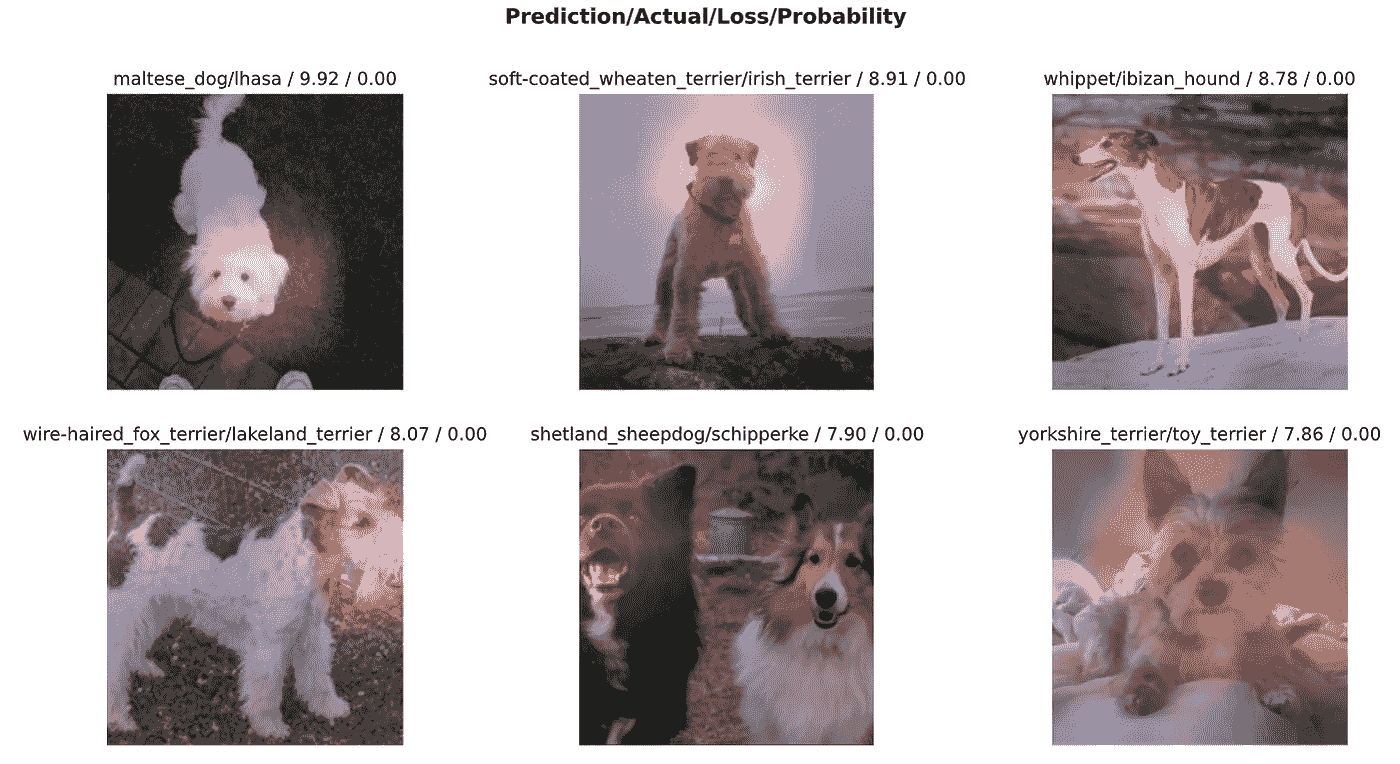 Prediction/Actual/Loss/Probability
maltese_dog/lhasa / 9.92 / 0.00
soft-coated_wheaten_terrier/irish_terrier / 8.91 / 0.00
whippet/ibizan_hound / 8.78 / 0.00
wire-haired_fox_terrier/lakeland_terrier / 8.07 / 0.00
shetland_sheepdog/schipperke / 7.90 / 0.00
yorkshire_terrier/toy_terrier / 7.86 / 0.00